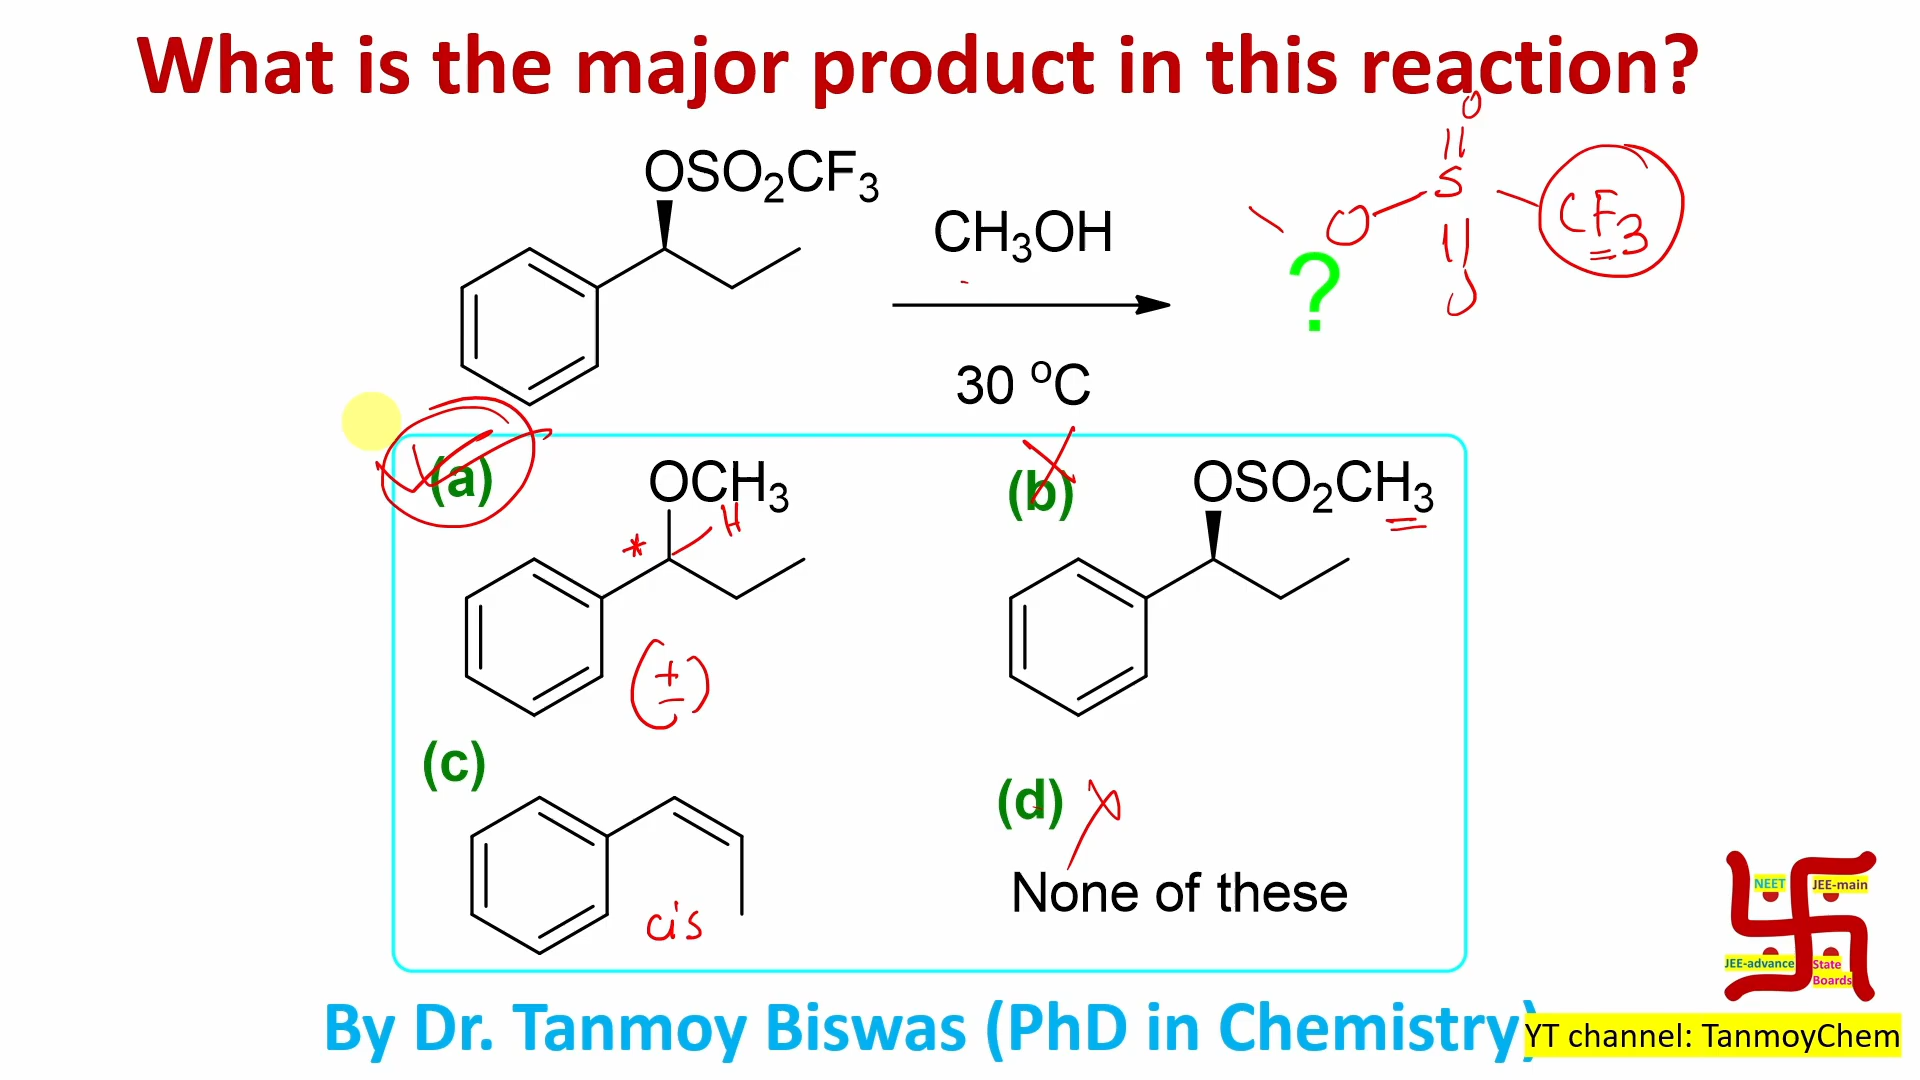 What is the major product in this reaction?
OSO2CF3
CH3OH
30 °C
?
O
S
O
CF3
O
(a)
OCH3
H
*
(±)
(b)
OSO2CH3
(c)
cis
(d)
None of these
NEET
JEE-main
JEE-advance
State
Boards
By Dr. Tanmoy Biswas (PhD in Chemistry)
YT channel: TanmoyChem